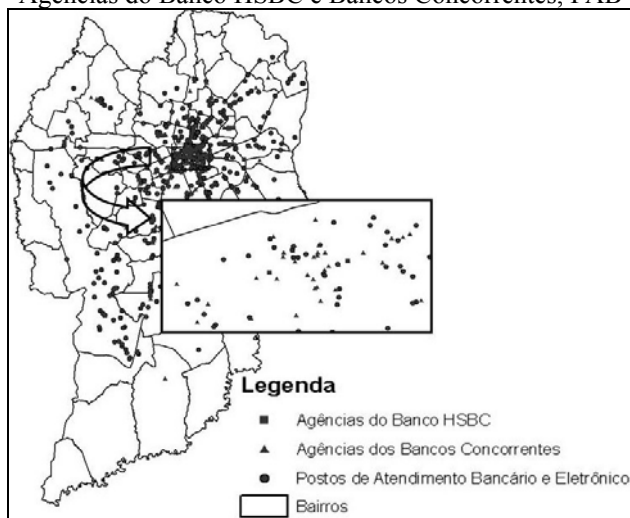 Agências do Banco HSBC e Bancos Concorrentes, PAB
Legenda
Agências do Banco HSBC
Agências dos Bancos Concorrentes
Postos de Atendimento Bancário e Eletrônico
Bairros